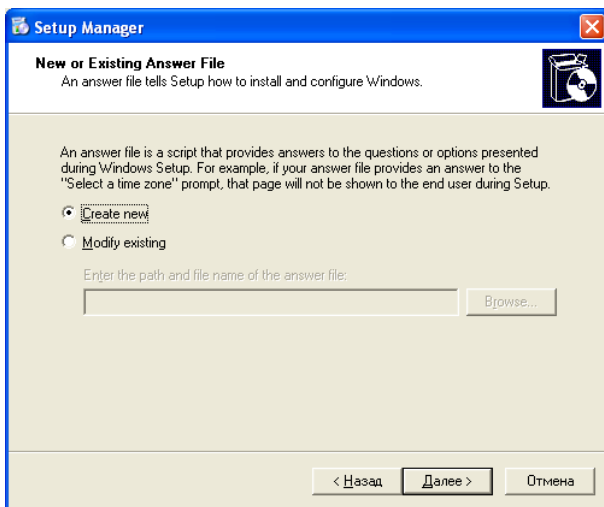 Setup Manager
New or Existing Answer File
An answer file tells Setup how to install and configure Windows.
An answer file is a script that provides answers to the questions or options presented
during Windows Setup. For example, if your answer file provides an answer to the
"Select a time zone" prompt, that page will not be shown to the end user during Setup.
Create new
Modify existing
Enter the path and file name of the answer file:
Browse...
< Назад Далее > Отмена